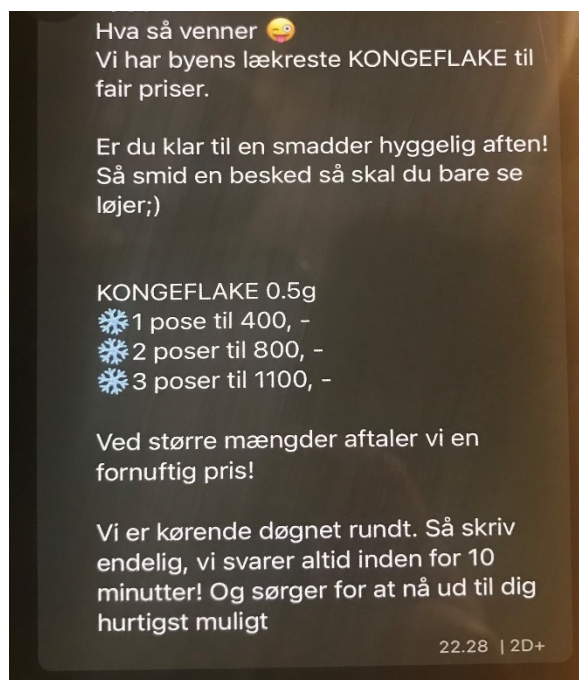 Hva så venner 😜
Vi har byens lækreste KONGEFLAKE til
fair priser.
Er du klar til en smadder hyggelig aften!
Så smid en besked så skal du bare se
løjer;)
KONGEFLAKE 0.5g
❄️1 pose til 400, -
❄️2 poser til 800, -
❄️3 poser til 1100, -
Ved større mængder aftaler vi en
fornuftig pris!
Vi er kørende døgnet rundt. Så skriv
endelig, vi svarer altid inden for 10
minutter! Og sørger for at nå ud til dig
hurtigst muligt
22.28 | 2D+